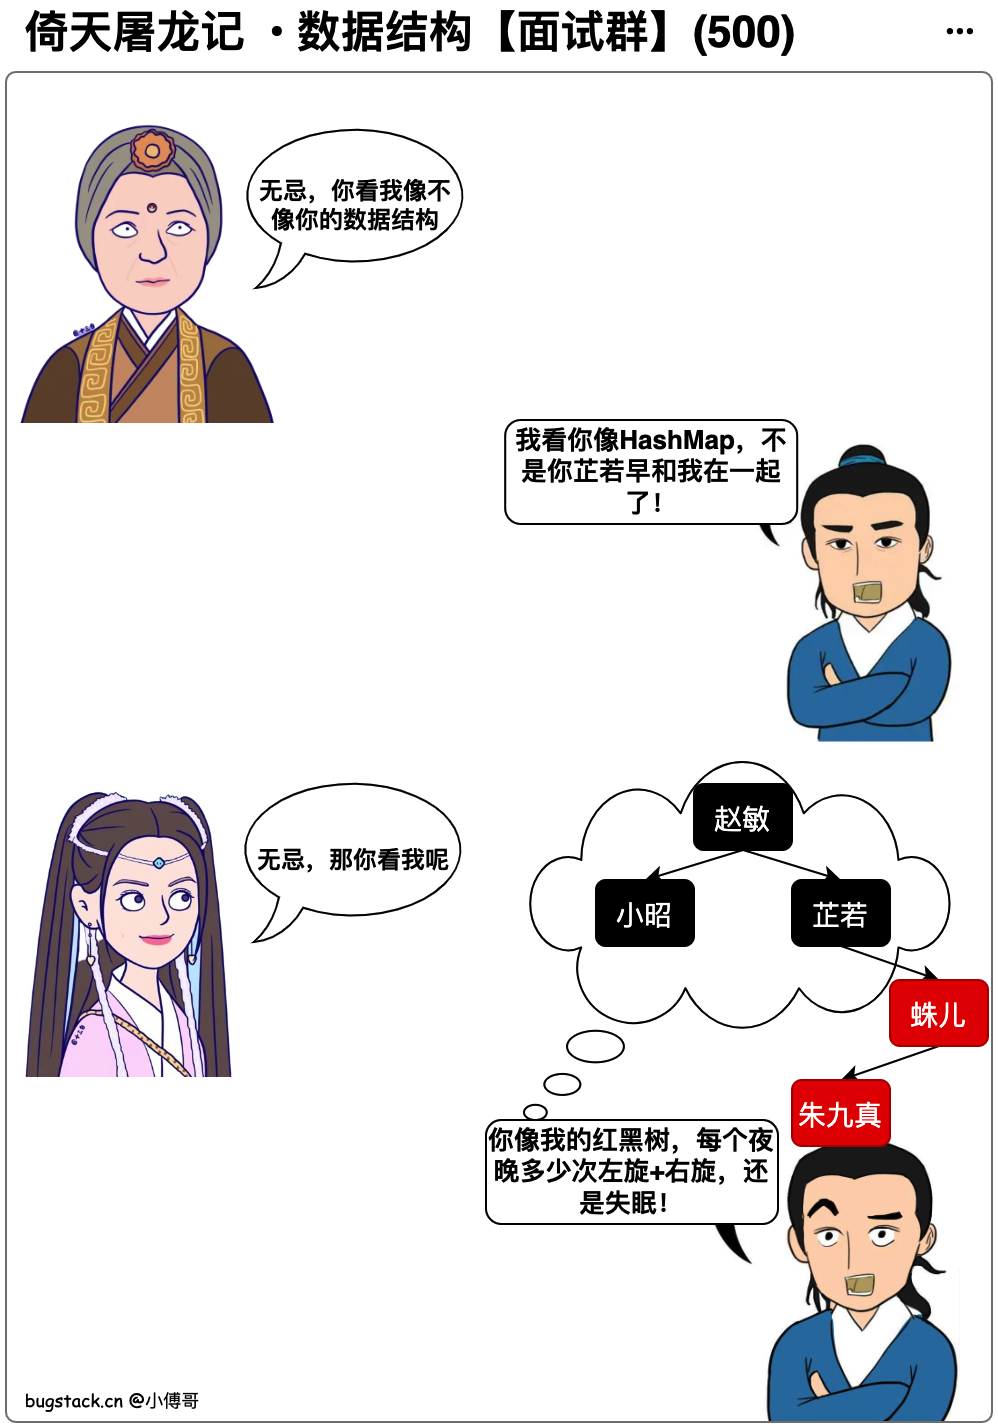 倚天屠龙记 · 数据结构【面试群】(500)
...
无忌，你看我像不
像你的数据结构
我看你像HashMap，不
是你芷若早和我在一起
了！
无忌，那你看我呢
赵敏
小昭
芷若
蛛儿
朱九真
你像我的红黑树，每个夜
晚多少次左旋+右旋，还
是失眠！
bugstack.cn @小傅哥